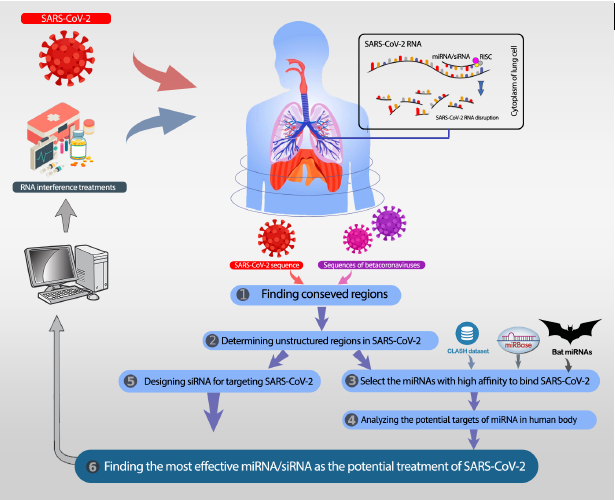 SARS-CoV-2
SARS-CoV-2 RNA
miRNA/siRNA
RISC
SARS-CoV-2 RNA disruption
Cytoplasm of lung cell
RNA interference treatments
SARS-CoV-2 sequence
Sequences of betacoronaviruses
1 Finding conseved regions
2 Determining unstructured regions in SARS-CoV-2
CLASH dataset
miRBase
Bat miRNAs
5 Designing siRNA for targeting SARS-CoV-2
3 Select the miRNAs with high affinity to bind SARS-CoV-2
4 Analyzing the potential targets of miRNA in human body
6 Finding the most effective miRNA/siRNA as the potential treatment of SARS-CoV-2